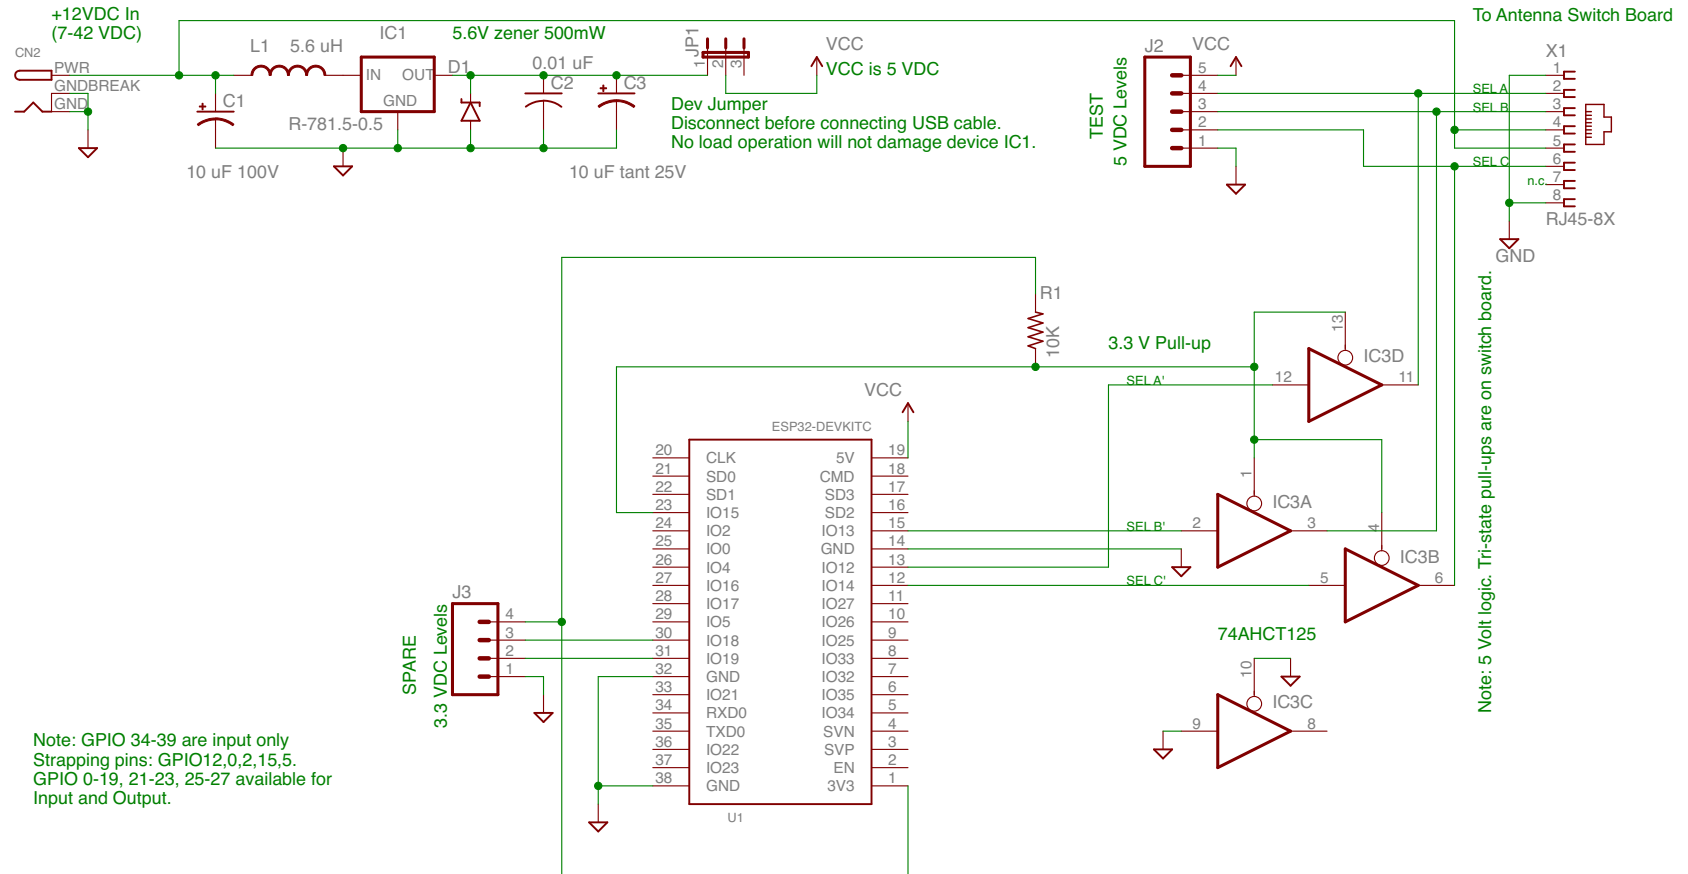 +12VDC In
(7-42 VDC)
CN2
PWR
GNDBREAK
GND
L1
5.6 uH
IC1
IN
OUT
GND
R-781.5-0.5
C1
10 uF 100V
5.6V zener 500mW
D1
0.01 uF
C2
C3
10 uF tant 25V
JP1
1
2
3
VCC
VCC is 5 VDC
Dev Jumper
Disconnect before connecting USB cable.
No load operation will not damage device IC1.
TEST
5 VDC Levels
J2
VCC
5
4
3
2
1
To Antenna Switch Board
X1
SEL A
SEL B
SEL C
n.c.
1
2
3
4
5
6
7
8
RJ45-8X
GND
R1
10K
3.3 V Pull-up
SEL A'
12
13
IC3D
11
VCC
ESP32-DEVKITC
20 CLK 5V 19
21 SD0 CMD 18
22 SD1 SD3 17
23 IO15 SD2 16
24 IO2 IO13 15
25 IO0 GND 14
26 IO4 IO12 13
27 IO16 IO14 12
28 IO17 IO27 11
29 IO5 IO26 10
30 IO18 IO25 9
31 IO19 IO33 8
32 GND IO32 7
33 IO21 IO35 6
34 RXD0 IO34 5
35 TXD0 SVN 4
36 IO22 SVP 3
37 IO23 EN 2
38 GND 3V3 1
U1
SEL B'
2
1
IC3A
3
SEL C'
5
4
IC3B
6
74AHCT125
10
IC3C
9
8
Note: 5 Volt logic. Tri-state pull-ups are on switch board.
SPARE
3.3 VDC Levels
J3
4
3
2
1
Note: GPIO 34-39 are input only
Strapping pins: GPIO12,0,2,15,5.
GPIO 0-19, 21-23, 25-27 available for
Input and Output.